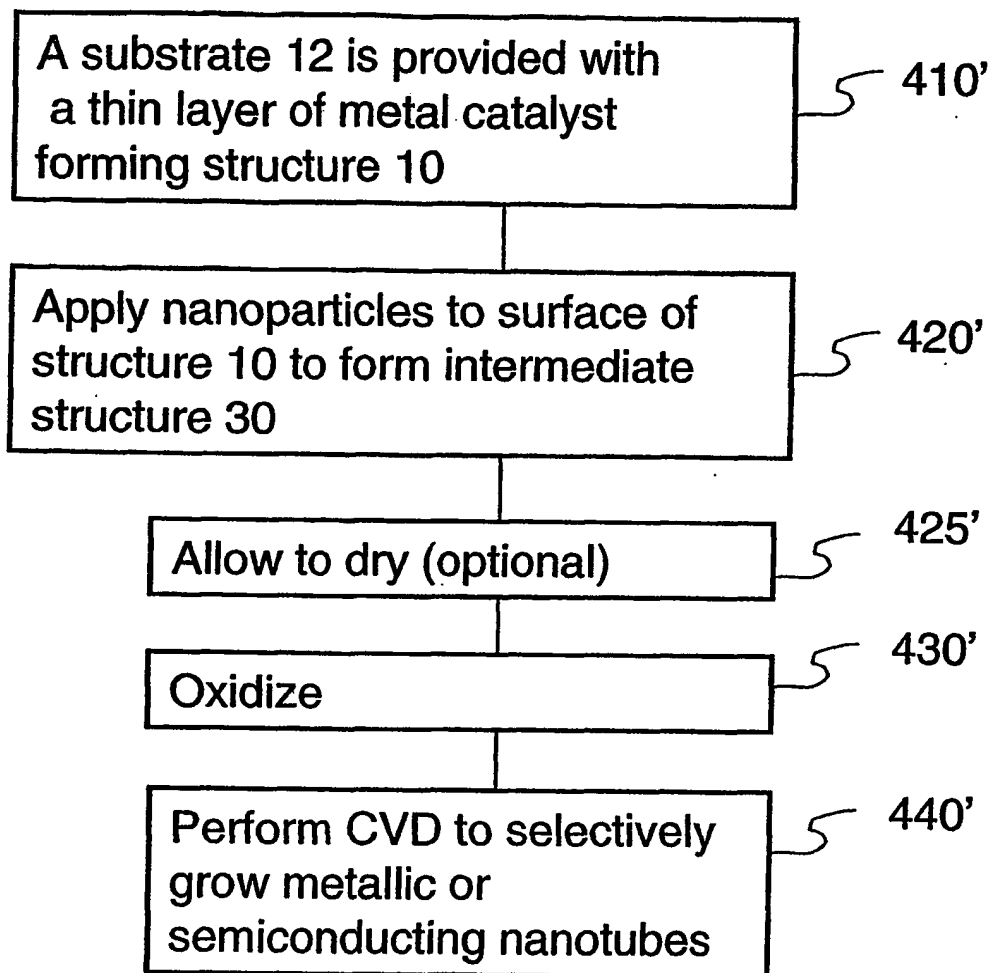 A substrate 12 is provided with
a thin layer of metal catalyst
forming structure 10
410'
Apply nanoparticles to surface of
structure 10 to form intermediate
structure 30
420'
Allow to dry (optional)
425'
Oxidize
430'
Perform CVD to selectively
grow metallic or
semiconducting nanotubes
440'